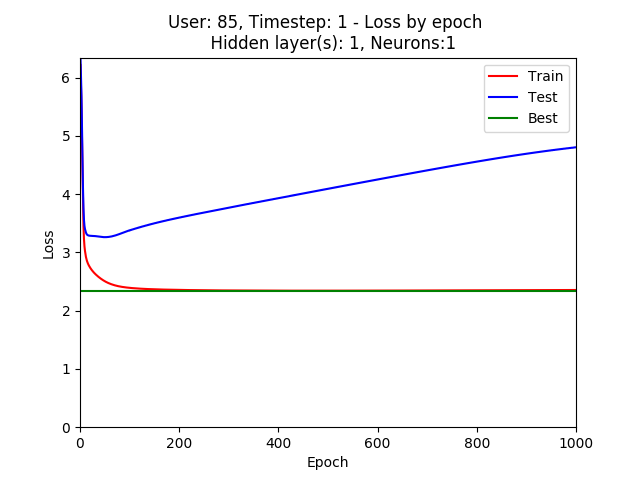 User: 85, Timestep: 1 - Loss by epoch
Hidden layer(s): 1, Neurons:1
Train
Test
Best
Loss
6
5
4
3
2
1
0
0 200 400 600 800 1000
Epoch